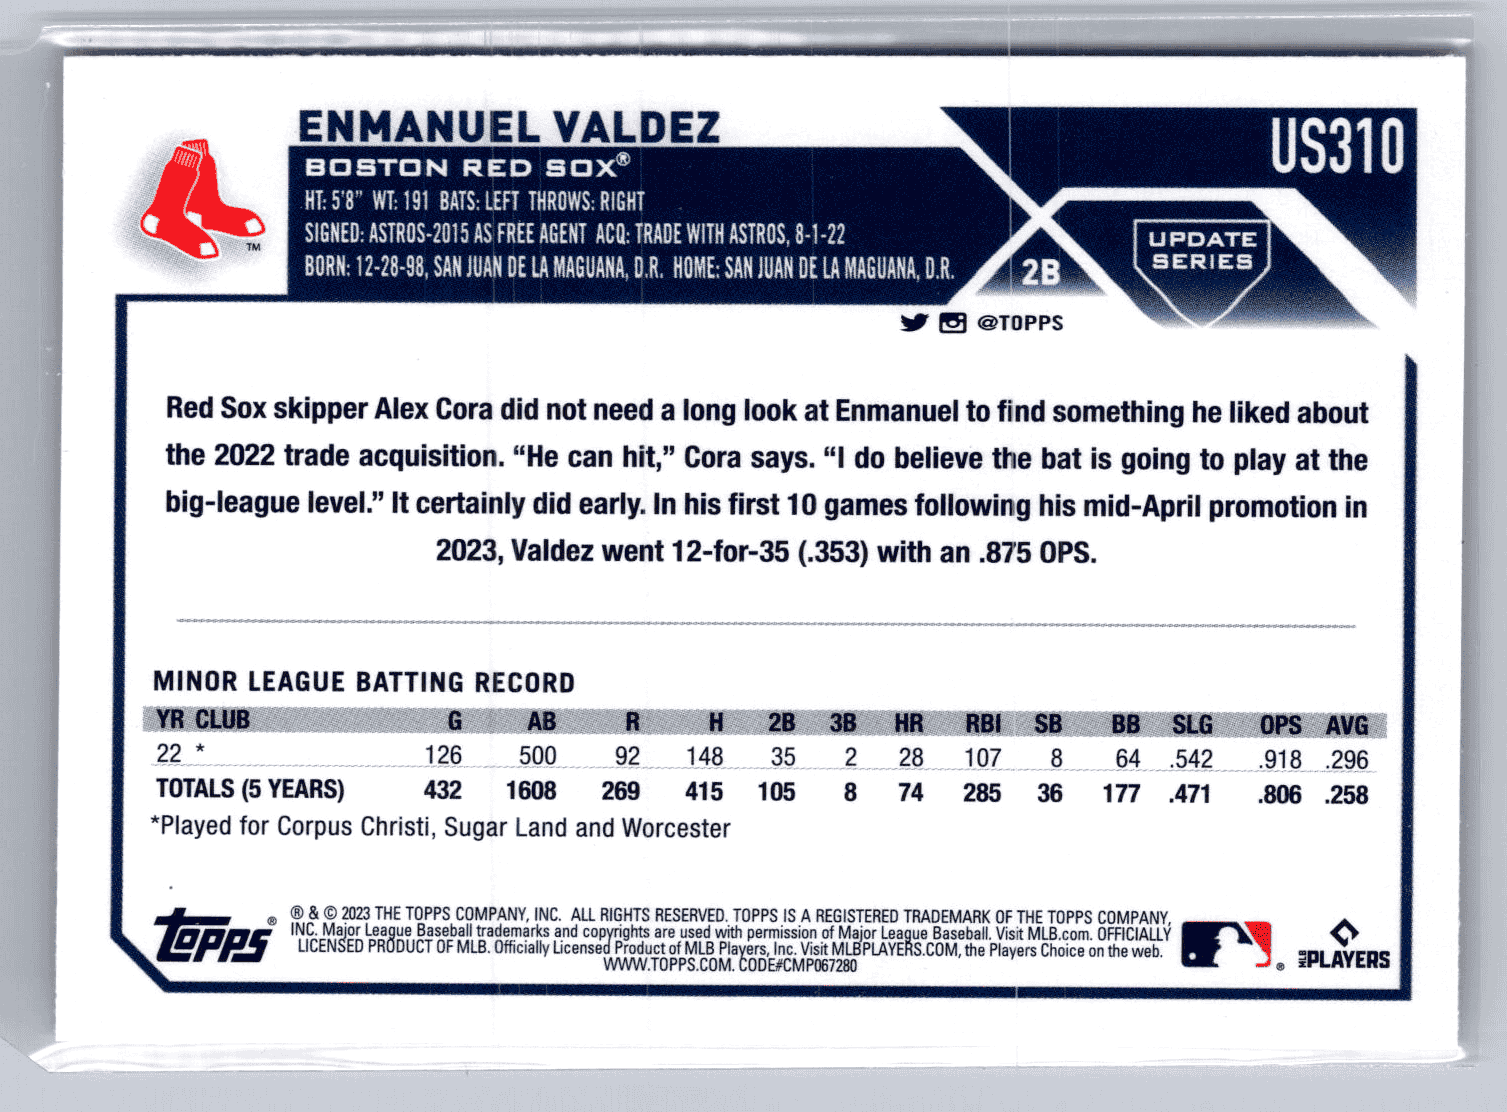 ENMANUEL VALDEZ
US310
BOSTON RED SOX®
HT: 5'8" WT: 191 BATS: LEFT THROWS: RIGHT
SIGNED: ASTROS-2015 AS FREE AGENT ACQ: TRADE WITH ASTROS, 8-1-22
BORN: 12-28-98, SAN JUAN DE LA MAGUANA, D.R. HOME: SAN JUAN DE LA MAGUANA, D.R.
TM
2B
UPDATE
SERIES
@TOPPS
Red Sox skipper Alex Cora did not need a long look at Enmanuel to find something he liked about
the 2022 trade acquisition. “He can hit,” Cora says. “I do believe the bat is going to play at the
big-league level.” It certainly did early. In his first 10 games following his mid-April promotion in
2023, Valdez went 12-for-35 (.353) with an .875 OPS.
MINOR LEAGUE BATTING RECORD
YR CLUB G AB R H 2B 3B HR RBI SB BB SLG OPS AVG
22 * 126 500 92 148 35 2 28 107 8 64 .542 .918 .296
TOTALS (5 YEARS) 432 1608 269 415 105 8 74 285 36 177 .471 .806 .258
*Played for Corpus Christi, Sugar Land and Worcester
TOPPS®
® & © 2023 THE TOPPS COMPANY, INC. ALL RIGHTS RESERVED. TOPPS IS A REGISTERED TRADEMARK OF THE TOPPS COMPANY,
INC. Major League Baseball trademarks and copyrights are used with permission of Major League Baseball. Visit MLB.com. OFFICIALLY
LICENSED PRODUCT OF MLB. Officially Licensed Product of MLB Players, Inc. Visit MLBPLAYERS.COM, the Players Choice on the web.
WWW.TOPPS.COM. CODE#CMP067280
®
MLB PLAYERS